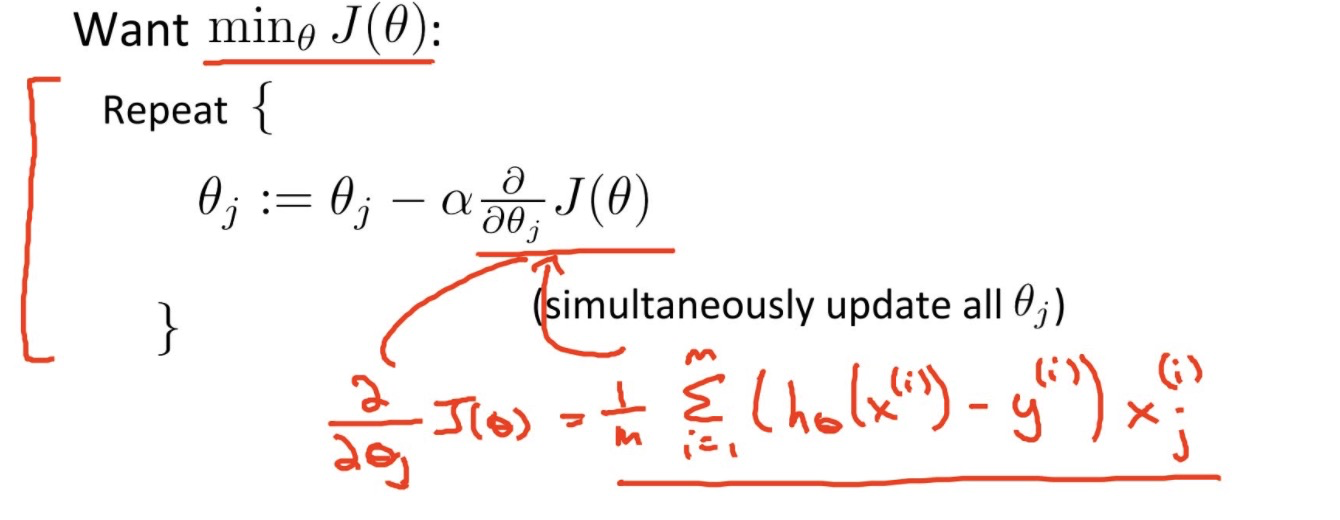 Want min_θ J(θ):
Repeat {
θ_j := θ_j − α ∂/∂θ_j J(θ)
(simultaneously update all θ_j)
}
∂/∂θ_j J(θ) = 1/m Σ_{i=1}^{m} (h_θ(x^{(i)}) - y^{(i)}) x_j^{(i)}